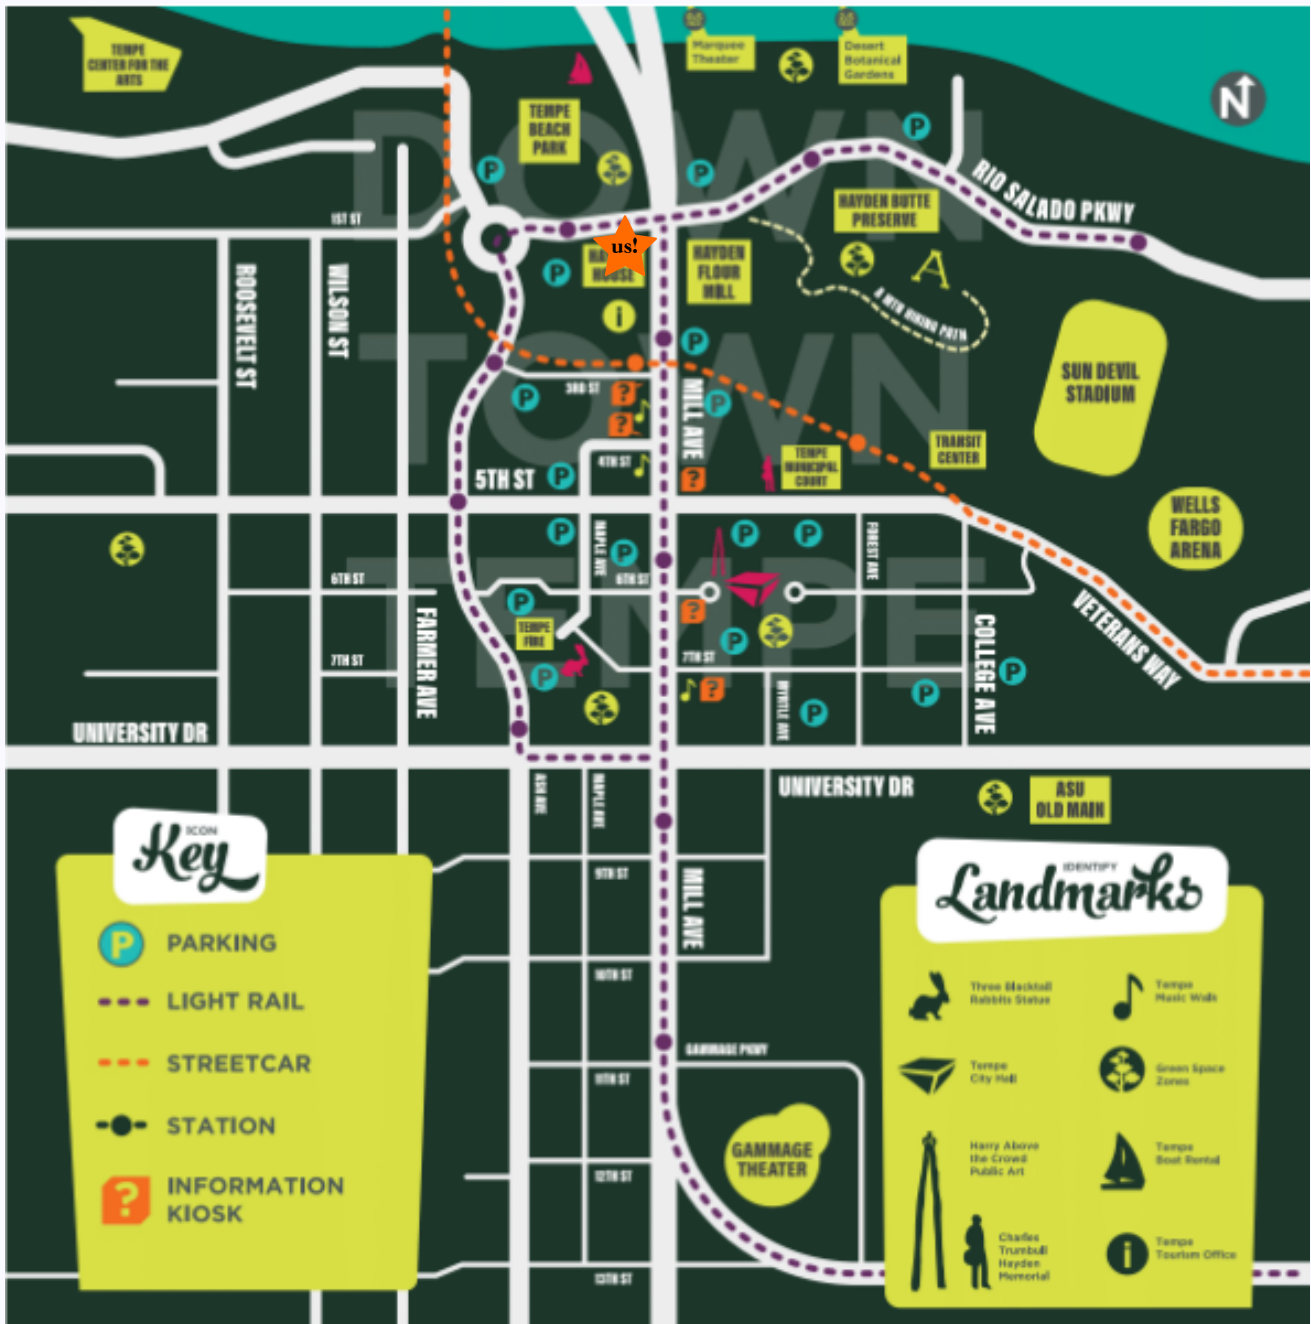 DOWN
TOWN
TEMPE
TEMPE
CENTER FOR THE
ARTS
Marquee
Theater
Desert
Botanical
Gardens
N
TEMPE
BEACH
PARK
P
P
P
RIO SALADO PKWY
1ST ST
HAYDEN BUTTE
PRESERVE
us!
HOUSE
HAYDEN
FLOUR
MILL
P
A
A MTN HIKING PATH
ROOSEVELT ST
WILSON ST
i
P
SUN DEVIL
STADIUM
3RD ST
P
?
?
MILL AVE
P
TRANSIT
CENTER
TEMPE
MUNICIPAL
COURT
4TH ST
5TH ST
P
?
WELLS
FARGO
ARENA
P
MAPLE AVE
P
P
P
FOREST AVE
6TH ST
6TH ST
P
?
TEMPE
FIRE
P
FARMER AVE
COLLEGE AVE
VETERANS WAY
7TH ST
7TH ST
P
?
MYRTLE AVE
P
P
P
UNIVERSITY DR
UNIVERSITY DR
ASH AVE
MAPLE AVE
ASU
OLD MAIN
9TH ST
MILL AVE
10TH ST
GAMMAGE PKWY
11TH ST
GAMMAGE
THEATER
12TH ST
13TH ST
ICON
Key
P PARKING
LIGHT RAIL
STREETCAR
STATION
? INFORMATION
KIOSK
IDENTIFY
Landmarks
Three Blacktail
Rabbits Statue
Tempe
Music Walk
Tempe
City Hall
Green Space
Zones
Harry Above
the Crowd
Public Art
Tempe
Boat Rental
Charles
Trumbull
Hayden
Memorial
i
Tempe
Tourism Office